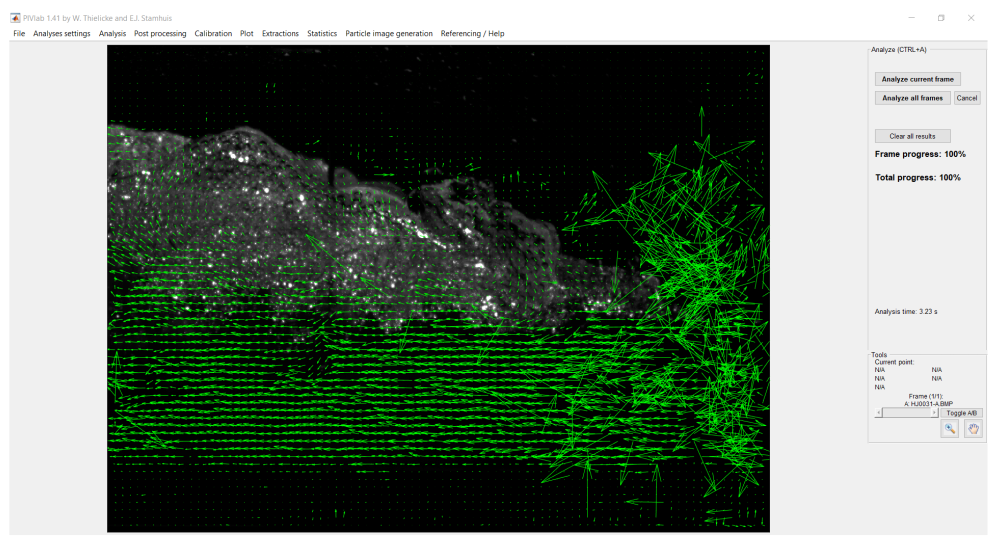 PIVlab 1.41 by W. Thielicke and E.J. Stamhuis
File Analyses settings Analysis Post processing Calibration Plot Extractions Statistics Particle image generation Referencing / Help
Analyze (CTRL+A)
Analyze current frame
Analyze all frames Cancel
Clear all results
Frame progress: 100%
Total progress: 100%
Analysis time: 3.23 s
Tools
Current point:
N/A N/A
N/A N/A
N/A
Frame (1/1):
A: HJ0031-A.BMP
Toggle A/B